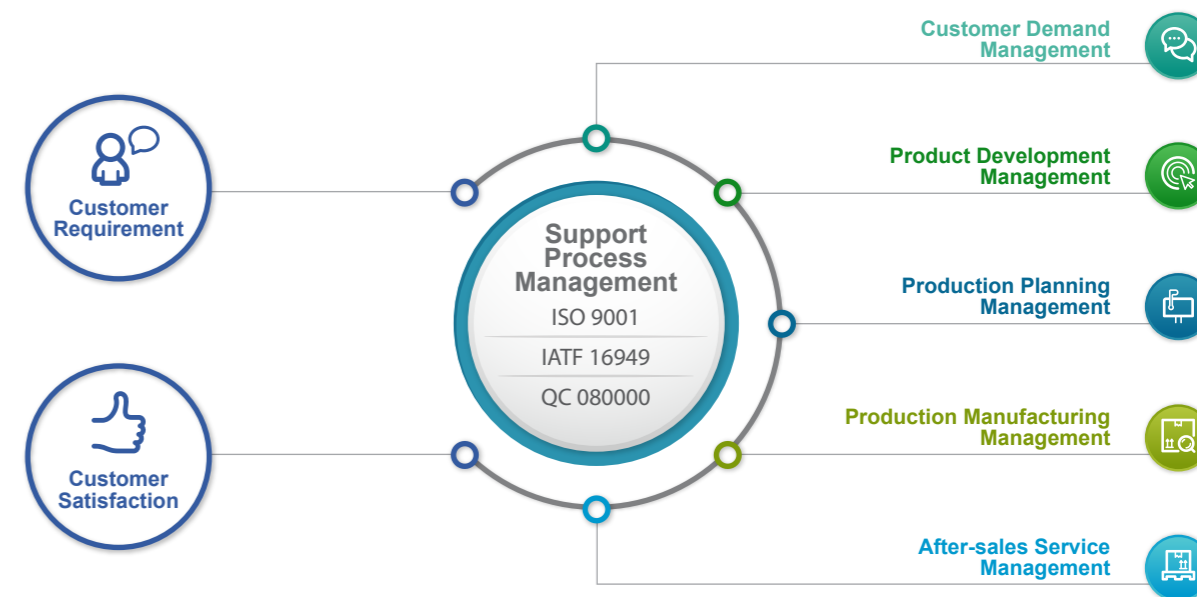 Customer
Requirement
Customer
Satisfaction
Support
Process
Management
ISO 9001
IATF 16949
QC 080000
Customer Demand
Management
Product Development
Management
Production Planning
Management
Production Manufacturing
Management
After-sales Service
Management